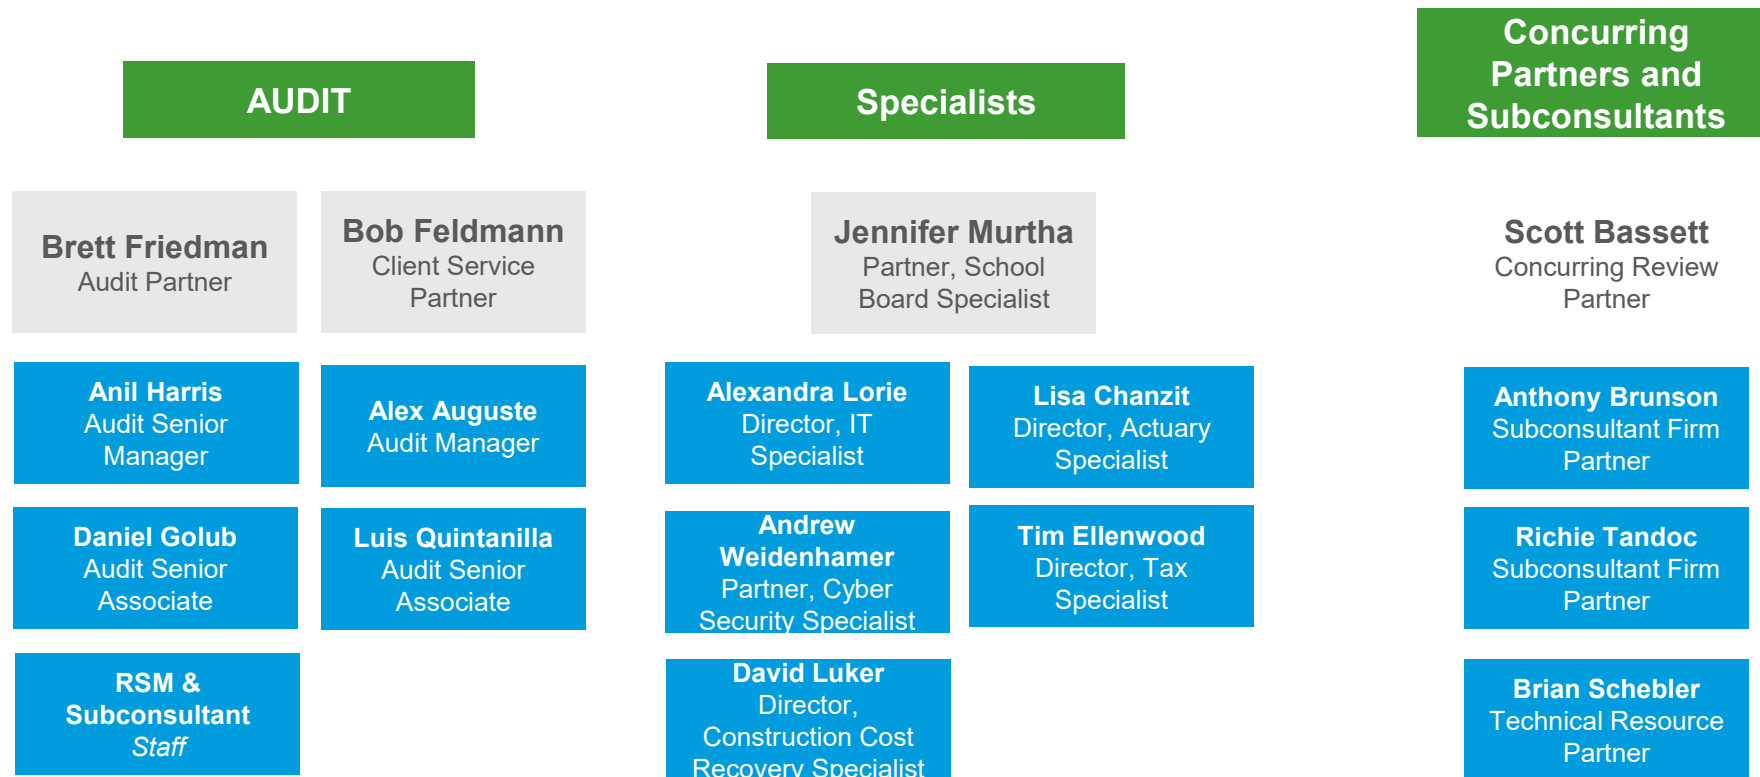 AUDIT
Specialists
Concurring
Partners and
Subconsultants
Brett Friedman
Audit Partner
Bob Feldmann
Client Service
Partner
Jennifer Murtha
Partner, School
Board Specialist
Scott Bassett
Concurring Review
Partner
Anil Harris
Audit Senior
Manager
Alex Auguste
Audit Manager
Alexandra Lorie
Director, IT
Specialist
Lisa Chanzit
Director, Actuary
Specialist
Anthony Brunson
Subconsultant Firm
Partner
Daniel Golub
Audit Senior
Associate
Luis Quintanilla
Audit Senior
Associate
Andrew
Weidenhamer
Partner, Cyber
Security Specialist
Tim Ellenwood
Director, Tax
Specialist
Richie Tandoc
Subconsultant Firm
Partner
RSM &
Subconsultant
Staff
David Luker
Director,
Construction Cost
Recovery Specialist
Brian Schebler
Technical Resource
Partner